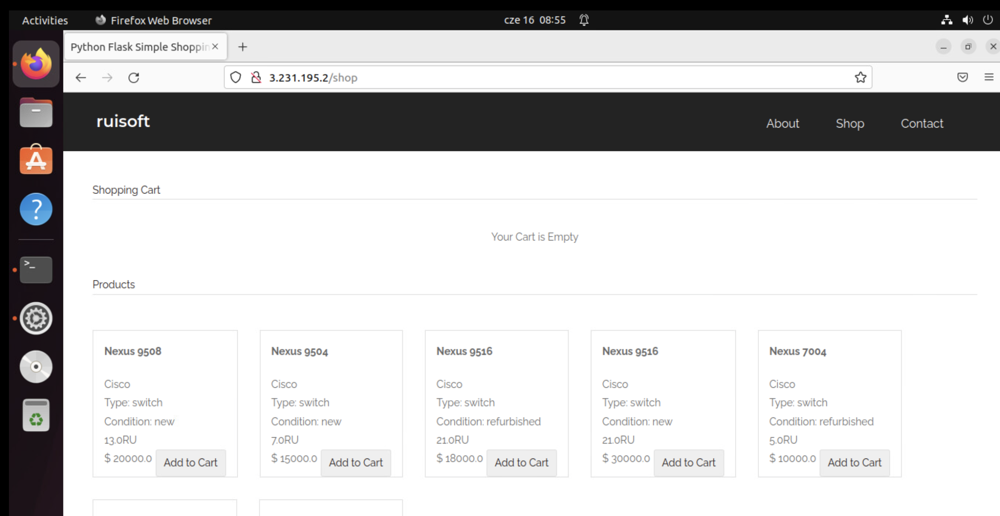 Activities Firefox Web Browser cze 16 08:55
Python Flask Simple Shoppin
3.231.195.2/shop
ruisoft About Shop Contact
Shopping Cart
Your Cart is Empty
Products
Nexus 9508 Nexus 9504 Nexus 9516 Nexus 9516 Nexus 7004
Cisco Cisco Cisco Cisco Cisco
Type: switch Type: switch Type: switch Type: switch Type: switch
Condition: new Condition: new Condition: refurbished Condition: new Condition: refurbished
13.0RU 7.0RU 21.0RU 21.0RU 5.0RU
$ 20000.0 Add to Cart $ 15000.0 Add to Cart $ 18000.0 Add to Cart $ 30000.0 Add to Cart $ 10000.0 Add to Cart